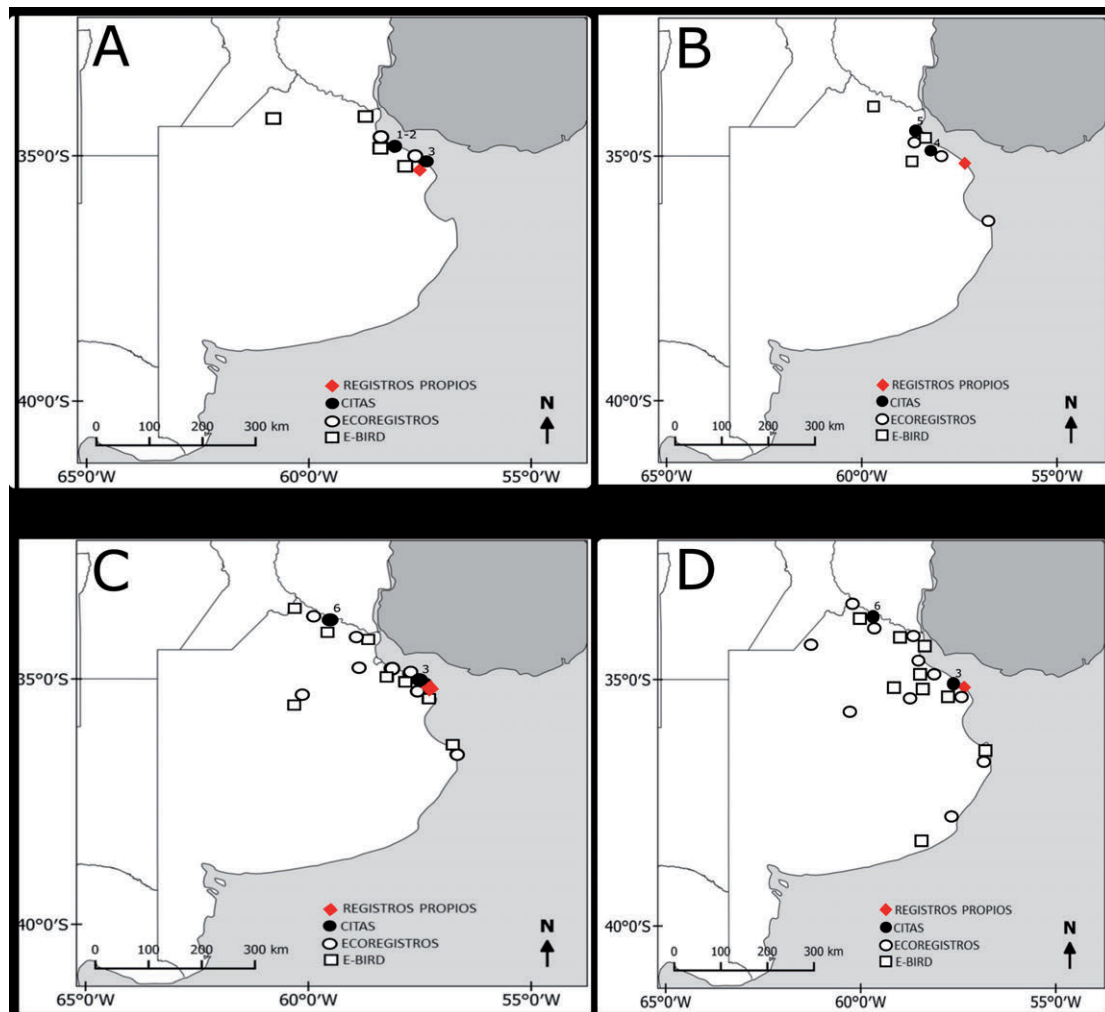 A
1-2
3
35°0'S
REGISTROS PROPIOS
CITAS
ECOREGISTROS
E-BIRD
N
40°0'S
0 100 200 300 km
65°0'W 60°0'W 55°0'W
B
5
4
35°0'S
REGISTROS PROPIOS
CITAS
ECOREGISTROS
E-BIRD
N
40°0'S
0 100 200 300 km
65°0'W 60°0'W 55°0'W
C
6
3
35°0'S
REGISTROS PROPIOS
CITAS
ECOREGISTROS
E-BIRD
N
40°0'S
0 100 200 300 km
65°0'W 60°0'W 55°0'W
D
6
3
35°0'S
REGISTROS PROPIOS
CITAS
ECOREGISTROS
E-BIRD
N
40°0'S
0 100 200 300 km
65°0'W 60°0'W 55°0'W